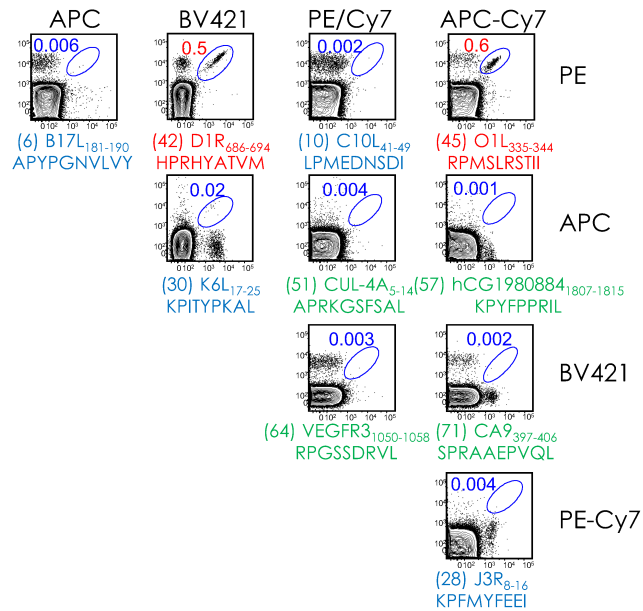 APC BV421 PE/Cy7 APC-Cy7
0.006 0.5 0.002 0.6
PE
(6) B17L181-190 (42) D1R686-694 (10) C10L41-49 (45) O1L335-344
APYPGNVLVY HPRHYATVM LPMEDNSDI RPMSLRSTII
0.02 0.004 0.001
APC
(30) K6L17-25 (51) CUL-4A5-14 (57) hCG19808841807-1815
KPITYPKAL APRKGSFSAL KPYFPPRIL
0.003 0.002
BV421
(64) VEGFR31050-1058 (71) CA9397-406
RPGSSDRVL SPRAAEPVQL
0.004
PE-Cy7
(28) J3R8-16
KPFMYFEEI